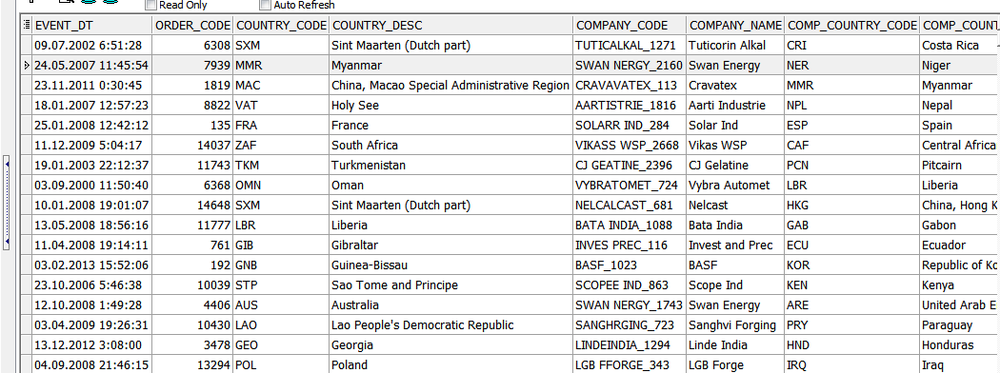 Read Only Auto Refresh
EVENT_DT ORDER_CODE COUNTRY_CODE COUNTRY_DESC COMPANY_CODE COMPANY_NAME COMP_COUNTRY_CODE COMP_COUNT
09.07.2002 6:51:28 6308 SXM Sint Maarten (Dutch part) TUTICALKAL_1271 Tuticorin Alkal CRI Costa Rica
24.05.2007 11:45:54 7939 MMR Myanmar SWAN NERGY_2160 Swan Energy NER Niger
23.11.2011 0:30:45 1819 MAC China, Macao Special Administrative Region CRAVAVATEX_113 Cravatex MMR Myanmar
18.01.2007 12:57:23 8822 VAT Holy See AARTISTRIE_1816 Aarti Industrie NPL Nepal
25.01.2008 12:42:12 135 FRA France SOLARR IND_284 Solar Ind ESP Spain
11.12.2009 5:04:17 14037 ZAF South Africa VIKASS WSP_2668 Vikas WSP CAF Central Africa
19.01.2003 22:12:37 11743 TKM Turkmenistan CJ GEATINE_2396 CJ Gelatine PCN Pitcairn
03.09.2000 11:50:40 6368 OMN Oman VYBRATOMET_724 Vybra Automet LBR Liberia
10.01.2008 19:01:07 14648 SXM Sint Maarten (Dutch part) NELCALCAST_681 Nelcast HKG China, Hong K
13.05.2008 18:56:16 11777 LBR Liberia BATA INDIA_1088 Bata India GAB Gabon
11.04.2008 19:14:11 761 GIB Gibraltar INVES PREC_116 Invest and Prec ECU Ecuador
03.02.2013 15:52:06 192 GNB Guinea-Bissau BASF_1023 BASF KOR Republic of Ko
23.10.2006 5:46:38 10039 STP Sao Tome and Principe SCOPEE IND_863 Scope Ind KEN Kenya
12.10.2008 1:49:28 4406 AUS Australia SWAN NERGY_1743 Swan Energy ARE United Arab E
03.04.2009 19:26:31 10430 LAO Lao People's Democratic Republic SANGHRGING_723 Sanghvi Forging PRY Paraguay
13.12.2012 3:08:00 3478 GEO Georgia LINDEINDIA_1294 Linde India HND Honduras
04.09.2008 21:46:15 13294 POL Poland LGB FFORGE_343 LGB Forge IRQ Iraq